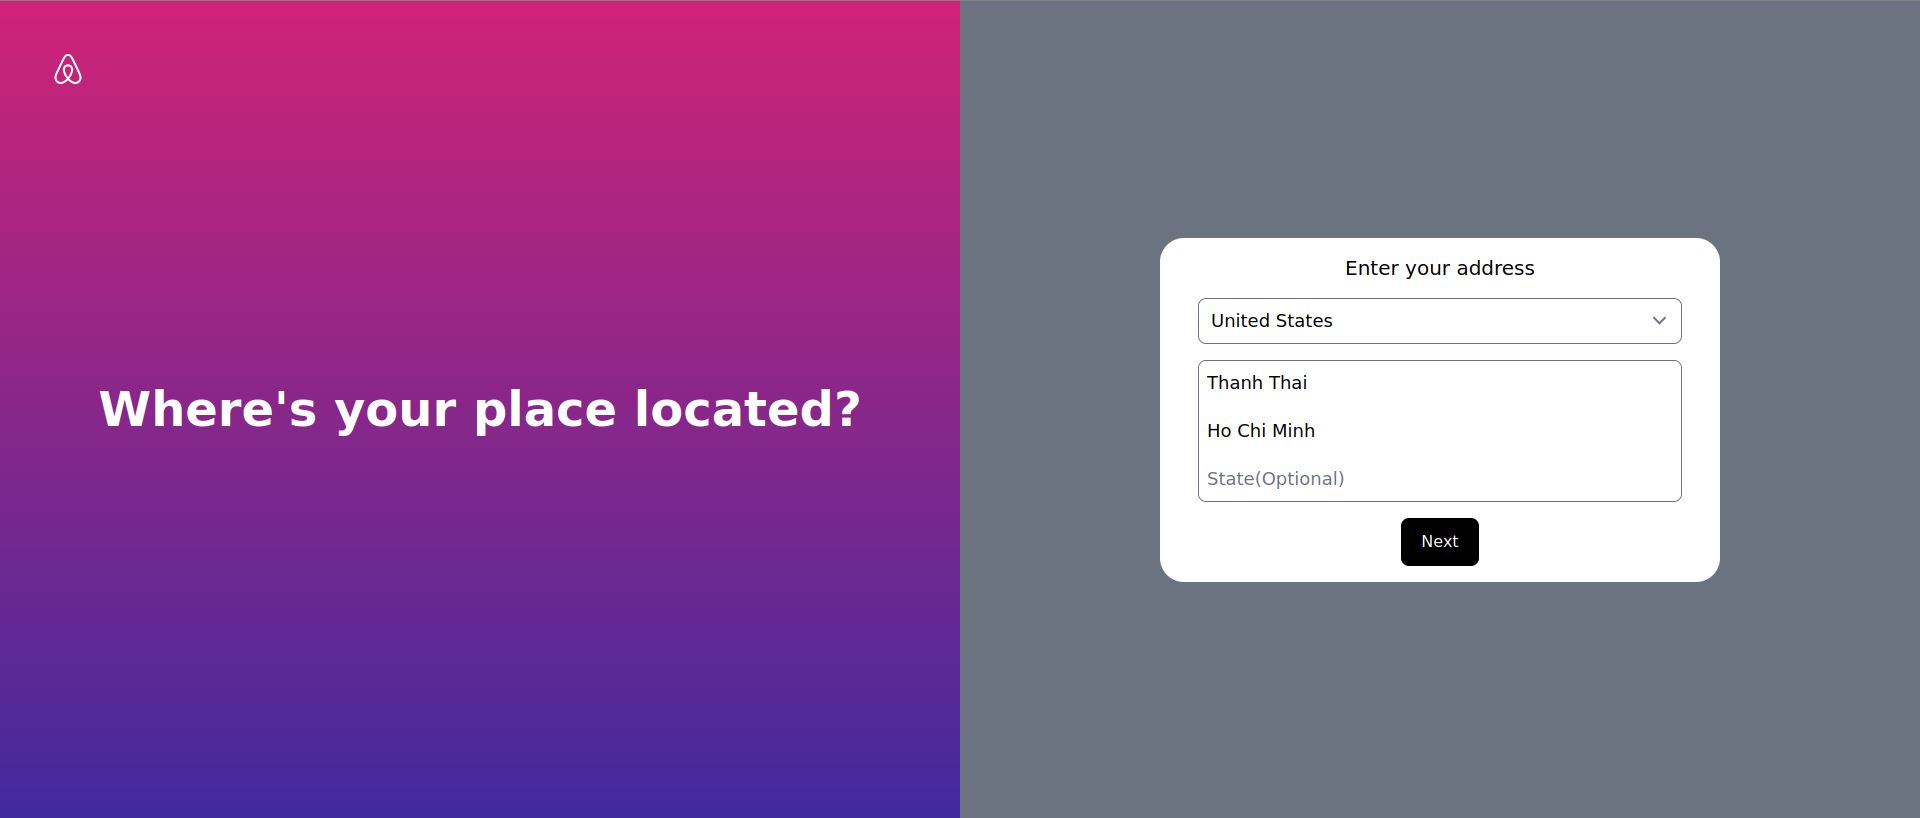 Where's your place located?
Enter your address
United States
Thanh Thai
Ho Chi Minh
State(Optional)
Next